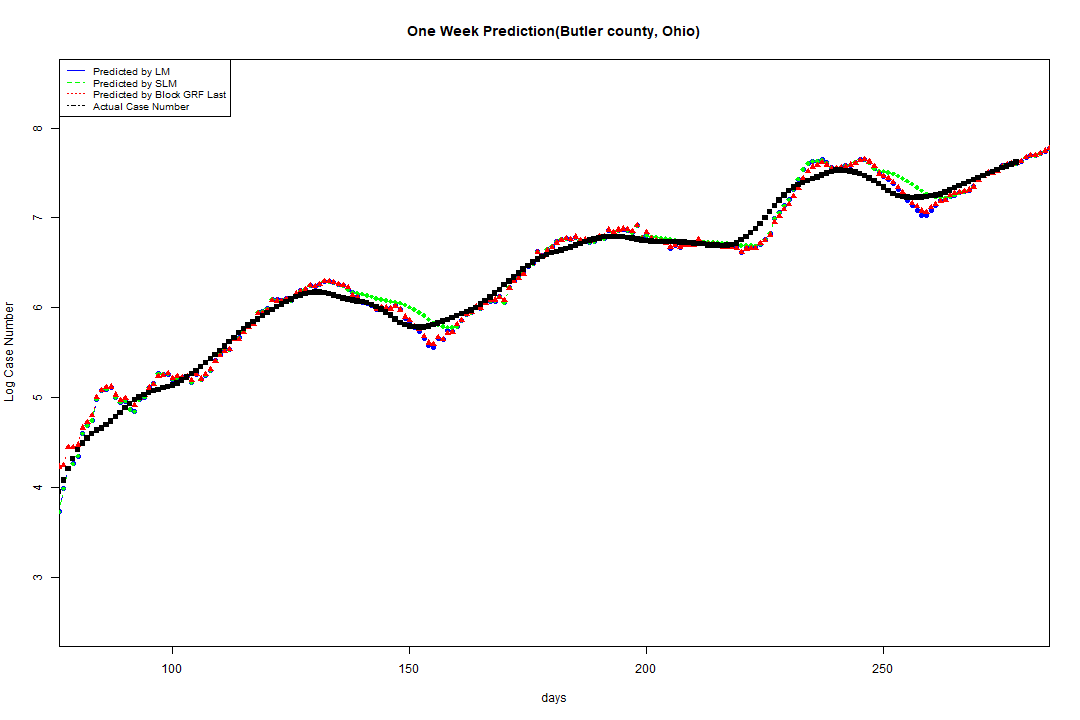 One Week Prediction(Butler county, Ohio)
Predicted by LM
Predicted by SLM
Predicted by Block GRF Last
Actual Case Number
8
7
6
5
4
3
Log Case Number
100 150 200 250
days